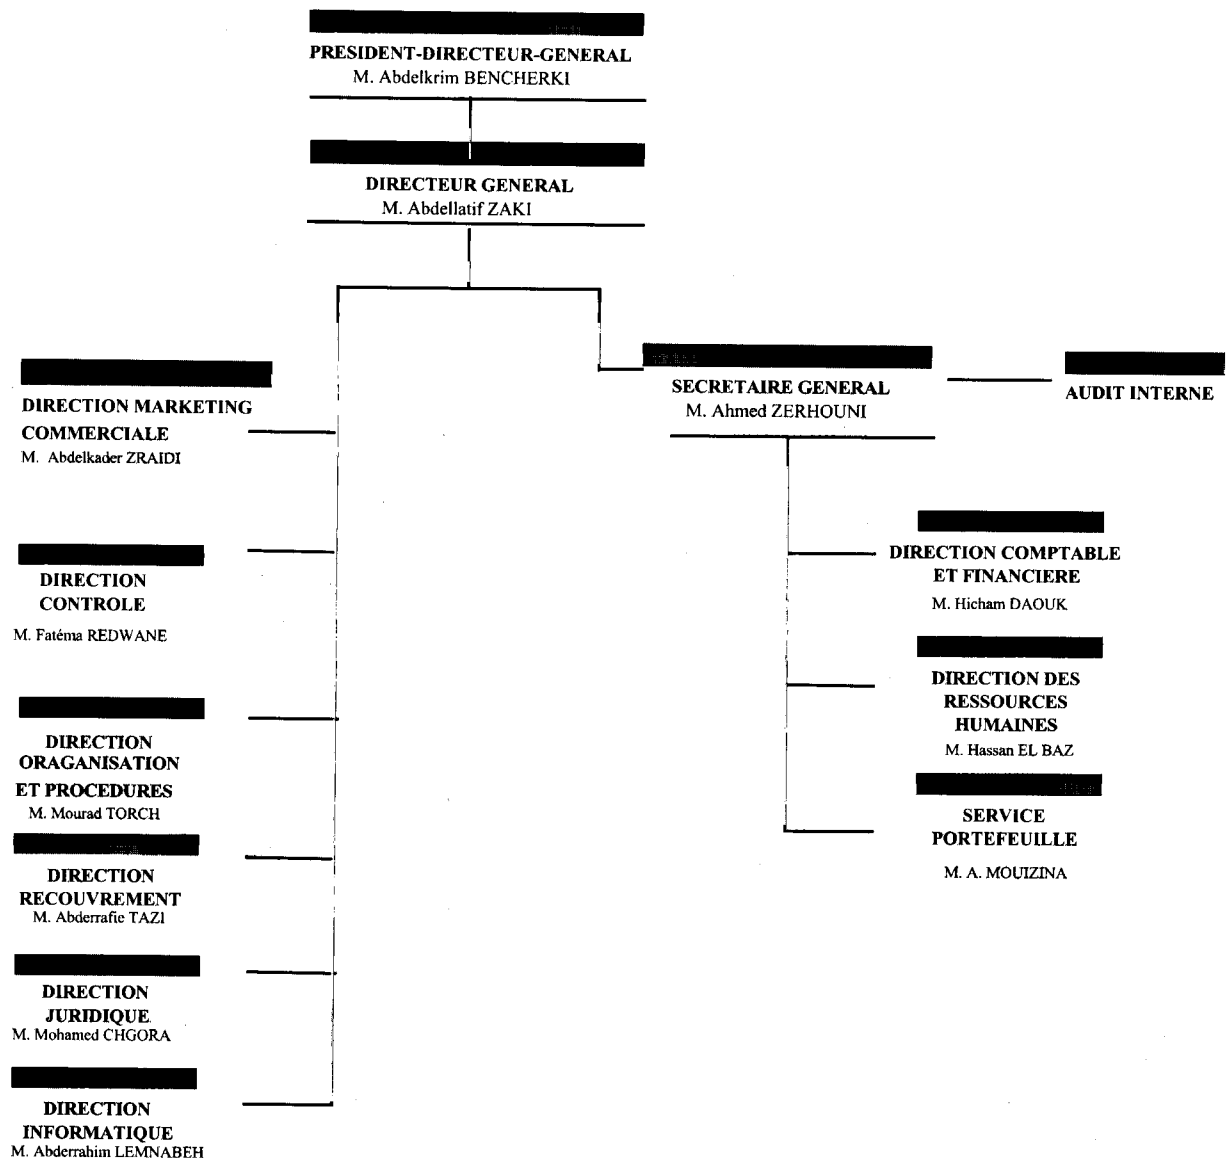 PRESIDENT-DIRECTEUR-GENERAL
M. Abdelkrim BENCHERKI
DIRECTEUR GENERAL
M. Abdellatif ZAKI
SECRETAIRE GENERAL
M. Ahmed ZERHOUNI
AUDIT INTERNE
DIRECTION MARKETING
COMMERCIALE
M. Abdelkader ZRAIDI
DIRECTION
CONTROLE
M. Fatéma REDWANE
DIRECTION
ORAGANISATION
ET PROCEDURES
M. Mourad TORCH
DIRECTION
RECOUVREMENT
M. Abderrafie TAZI
DIRECTION
JURIDIQUE
M. Mohamed CHGORA
DIRECTION
INFORMATIQUE
M. Abderrahim LEMNABEH
DIRECTION COMPTABLE
ET FINANCIERE
M. Hicham DAOUK
DIRECTION DES
RESSOURCES
HUMAINES
M. Hassan EL BAZ
SERVICE
PORTEFEUILLE
M. A. MOUIZINA